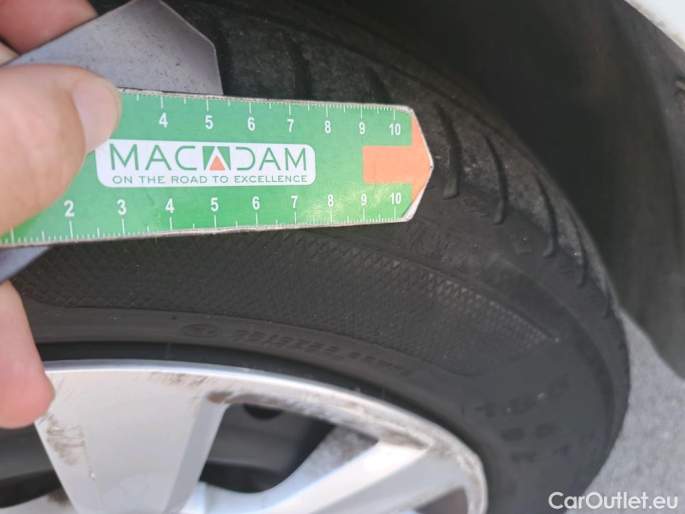 4 5 6 7 8 9 10
MACADAM
ON THE ROAD TO EXCELLENCE
2 3 4 5 6 7 8 9 10
CarOutlet.eu